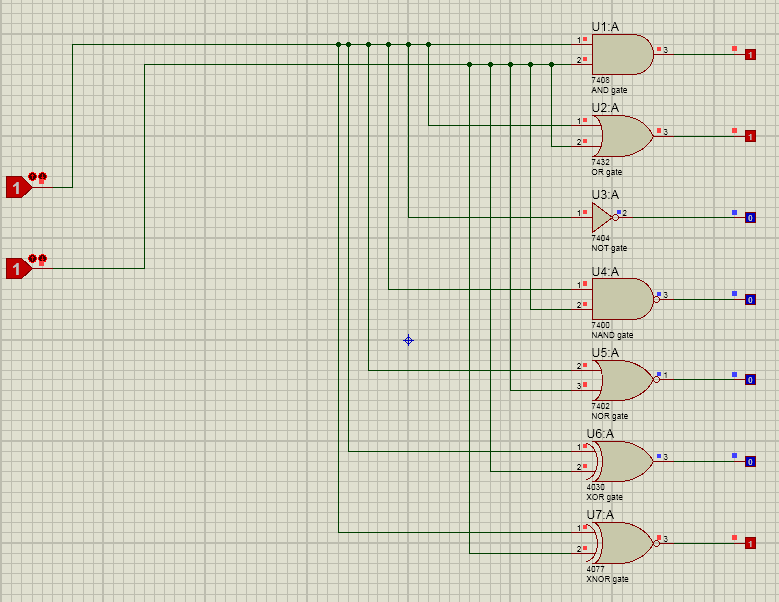 U1:A
1
3
1
2
7408
AND gate
U2:A
1
3
1
2
7432
OR gate
1
U3:A
1
2
0
7404
NOT gate
1
U4:A
1
3
0
2
7400
NAND gate
U5:A
2
1
0
3
7402
NOR gate
U6:A
1
3
0
2
4030
XOR gate
U7:A
1
3
1
2
4077
XNOR gate